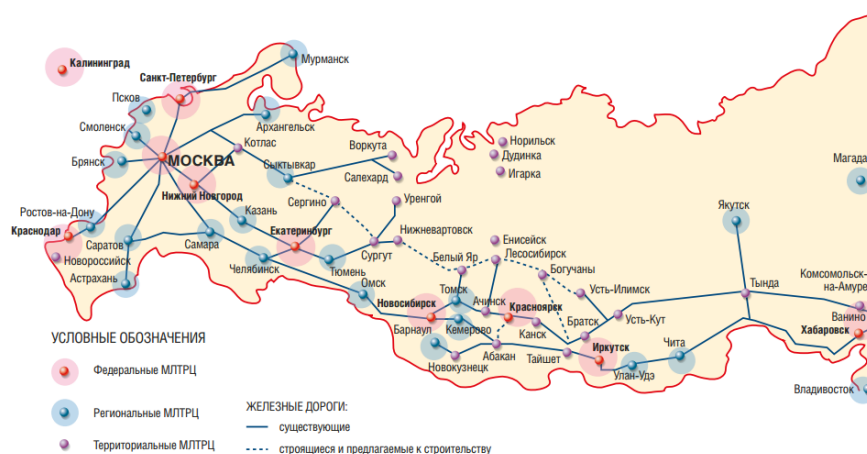 Калининград
Мурманск
Санкт-Петербург
Псков
Смоленск
Архангельск
Котлас
Воркута
Норильск
Брянск
МОСКВА
Сыктывкар
Салехард
Дудинка
Игарка
Магада
Нижний Новгород
Сергино
Уренгой
Якутск
Ростов-на-Дону
Казань
Краснодар
Екатеринбург
Нижневартовск
Саратов
Самара
Сургут
Енисейск
Новороссийск
Белый Яр
Лесосибирск
Челябинск
Тюмень
Богучаны
Астрахань
Омск
Усть-Илимск
Тында
Комсомольск-
на-Амуре
Томск
Ачинск
Новосибирск
Красноярск
Усть-Кут
Ванино
Барнаул
Кемерово
Канск
Братск
Хабаровск
УСЛОВНЫЕ ОБОЗНАЧЕНИЯ
Абакан
Тайшет
Иркутск
Чита
Новокузнецк
Улан-Удэ
Федеральные МЛТРЦ
Владивосток
Региональные МЛТРЦ
ЖЕЛЕЗНЫЕ ДОРОГИ:
существующие
Территориальные МЛТРЦ
строящиеся и предлагаемые к строительству